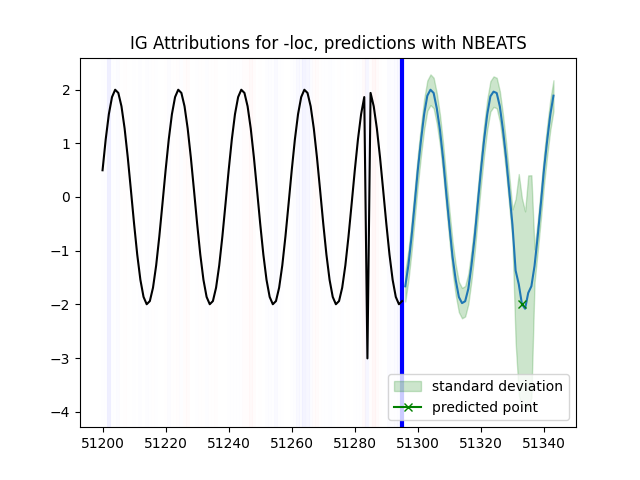 IG Attributions for -loc, predictions with NBEATS
2
1
0
−1
−2
−3
−4
standard deviation
predicted point
51200 51220 51240 51260 51280 51300 51320 51340